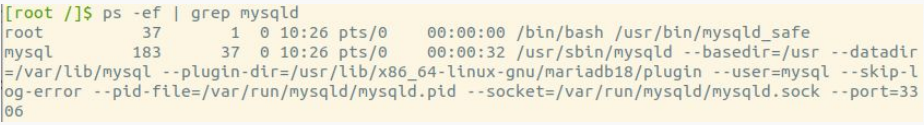 [root /]$ ps -ef | grep mysqld
root          37       1  0 10:26 pts/0    00:00:00 /bin/bash /usr/bin/mysqld_safe
mysql        183      37  0 10:26 pts/0    00:00:32 /usr/sbin/mysqld --basedir=/usr --datadir
=/var/lib/mysql --plugin-dir=/usr/lib/x86_64-linux-gnu/mariadb18/plugin --user=mysql --skip-l
og-error --pid-file=/var/run/mysqld/mysqld.pid --socket=/var/run/mysqld/mysqld.sock --port=33
06